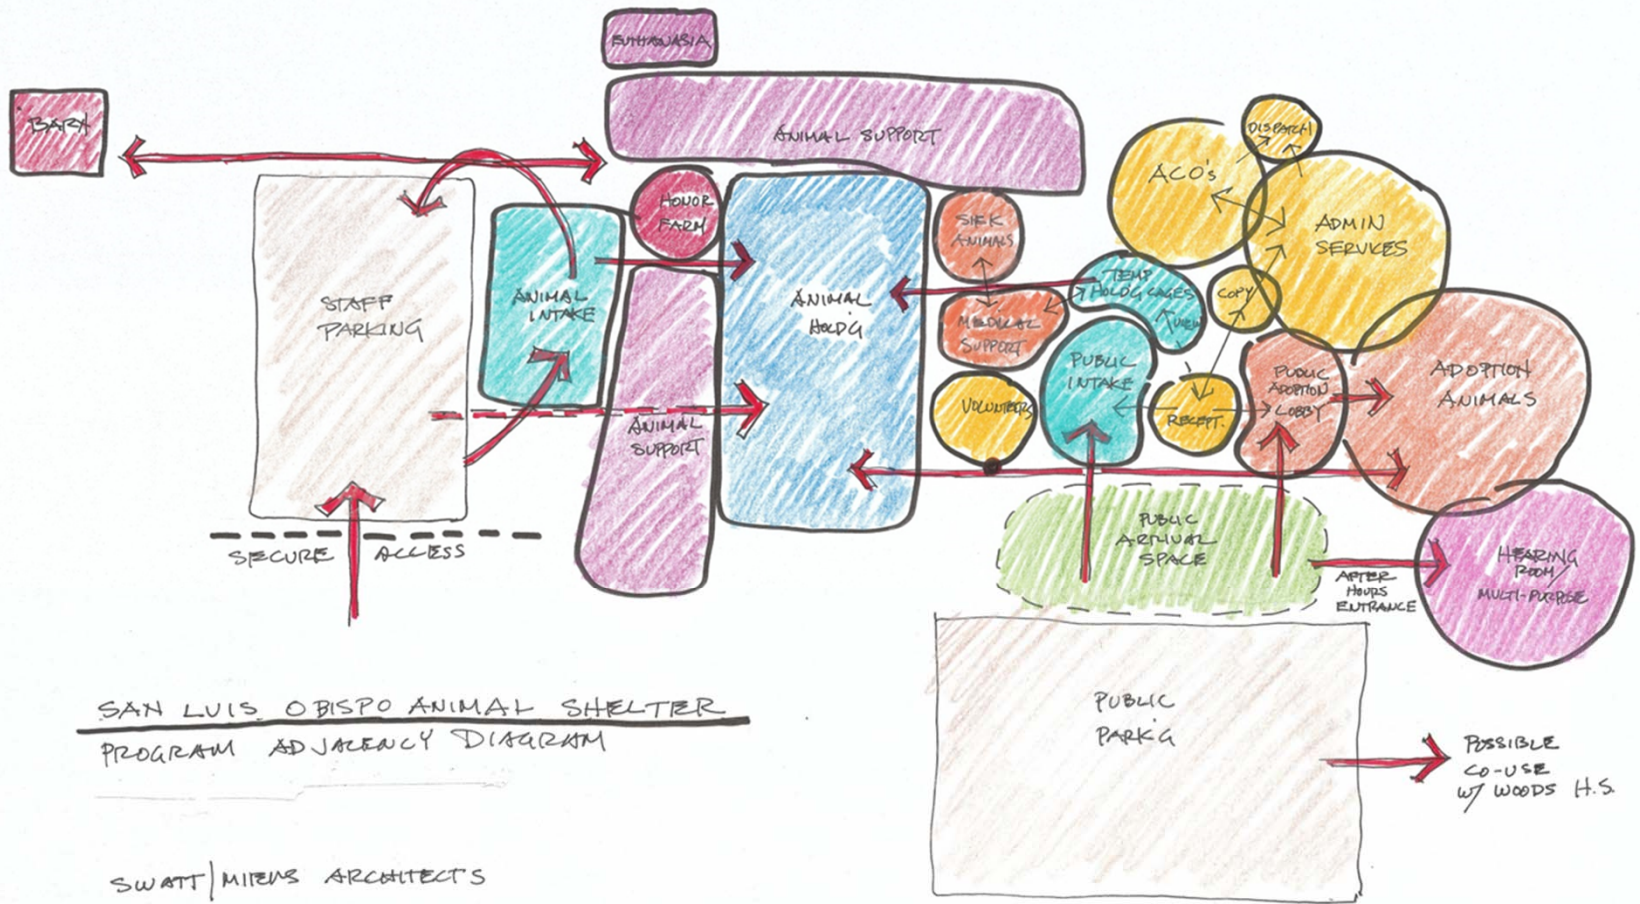 EUTHANASIA
BARN
ANIMAL SUPPORT
DISPATCH
ACO's
HONOR
FARM
SICK
ANIMALS
ADMIN
SERVICES
STAFF
PARKING
ANIMAL
INTAKE
ANIMAL
HOLD'G
TEMP
HOLD'G CAGES
VIEW
COPY
MEDICAL
SUPPORT
PUBLIC
INTAKE
PUBLIC
ADOPTION
LOBBY
ADOPTION
ANIMALS
VOLUNTEERS
RECEPT.
ANIMAL
SUPPORT
SECURE ACCESS
PUBLIC
ARRIVAL
SPACE
AFTER
HOURS
ENTRANCE
HEARING
ROOM/
MULTI-PURPOSE
PUBLIC
PARK'G
POSSIBLE
CO-USE
W/ WOODS H.S.
SAN LUIS OBISPO ANIMAL SHELTER
PROGRAM ADJACENCY DIAGRAM
SWATT/MIERS ARCHITECTS